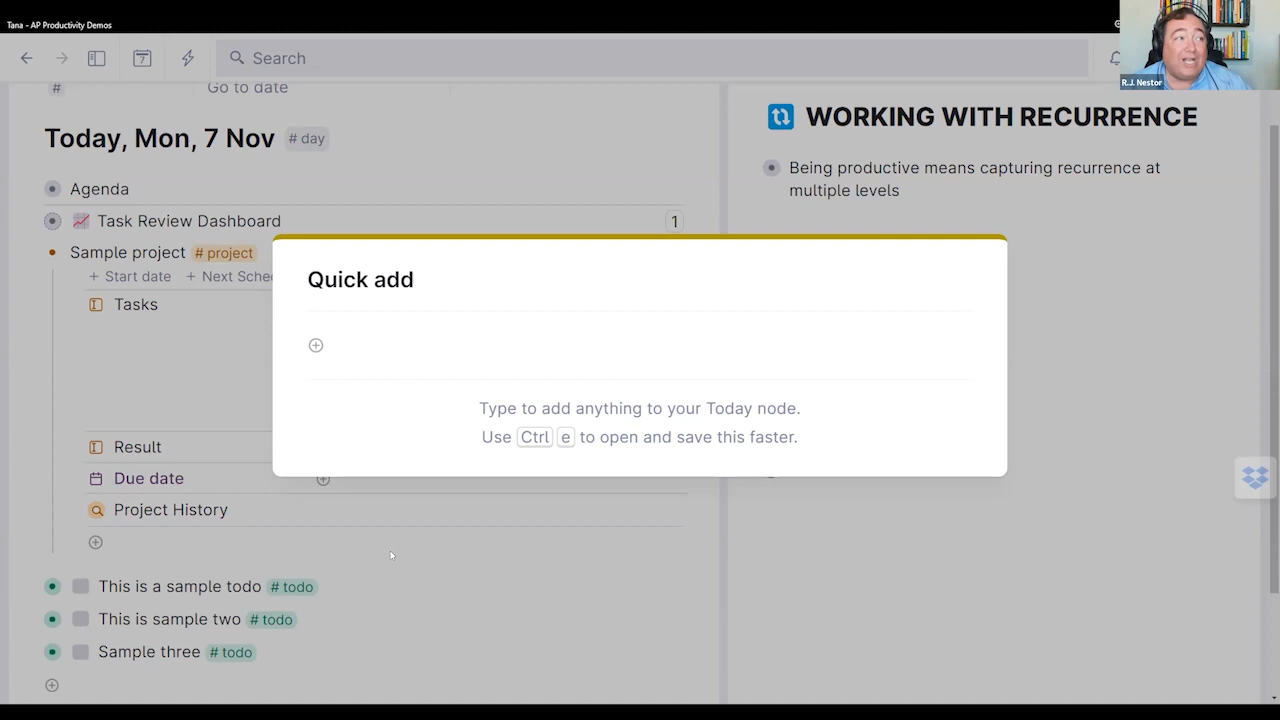 Tana - AP Productivity Demos
R.J. Nestor
7
Search
#
Go to date
Today, Mon, 7 Nov # day
Agenda
Task Review Dashboard
1
Sample project # project
+ Start date + Next Sche
Tasks
Result
Due date
Project History
This is a sample todo # todo
This is sample two # todo
Sample three # todo
WORKING WITH RECURRENCE
Being productive means capturing recurrence at
multiple levels
Quick add
Type to add anything to your Today node.
Use Ctrl e to open and save this faster.